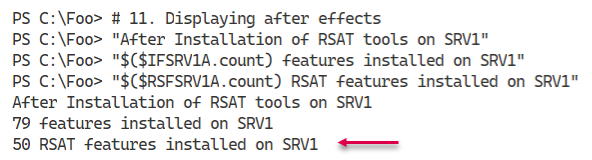 PS C:\Foo> # 11. Displaying after effects
PS C:\Foo> "After Installation of RSAT tools on SRV1"
PS C:\Foo> "$($IFSRV1A.count) features installed on SRV1"
PS C:\Foo> "$($RSFSRV1A.count) RSAT features installed on SRV1"
After Installation of RSAT tools on SRV1
79 features installed on SRV1
50 RSAT features installed on SRV1